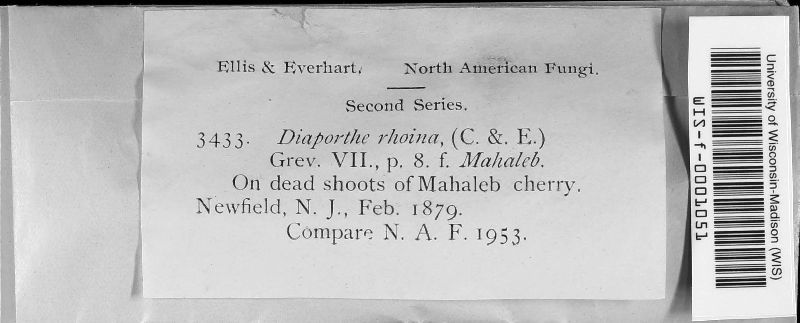 Ellis & Everhart, North American Fungi.
Second Series.
3433. Diaporthe rhoina, (C. &. E.)
Grev. VII., p. 8. f. Mahaleb.
On dead shoots of Mahaleb cherry.
Newfield, N. J., Feb. 1879.
Compare N. A. F. 1953.
University of Wisconsin-Madison (WIS)
WIS-f-0001051